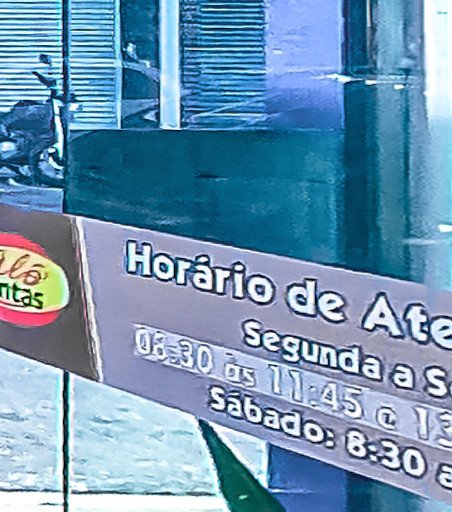 Horário de Ate
Segunda a S
08:30 às 11:45 e 13
Sábado: 8:30 a